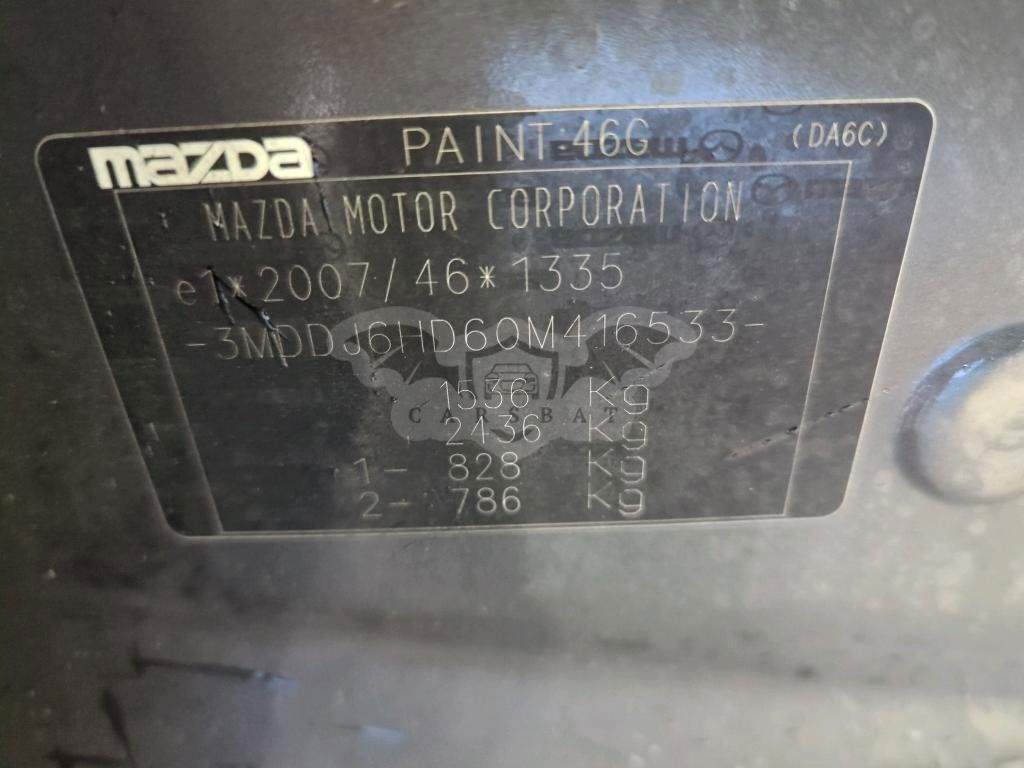 mazda PAINT 46G (DA6C)
MAZDA MOTOR CORPORATION
e1*2007/46*1335
-3MDDJ6HD60M416533-
1536 Kg
CARSBAT
2436 Kg
1- 828 Kg
2- 786 Kg